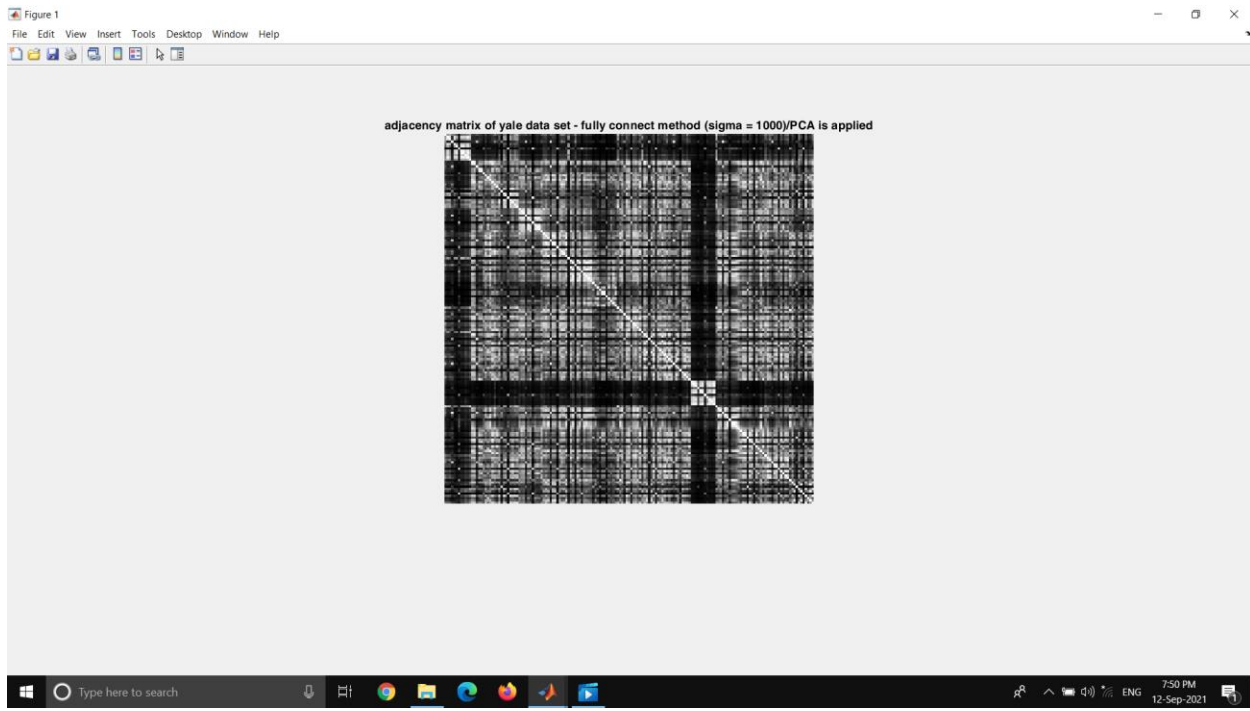 Figure 1
File Edit View Insert Tools Desktop Window Help
adjacency matrix of yale data set - fully connect method (sigma = 1000)/PCA is applied
Type here to search
ENG
7:50 PM
12-Sep-2021
1